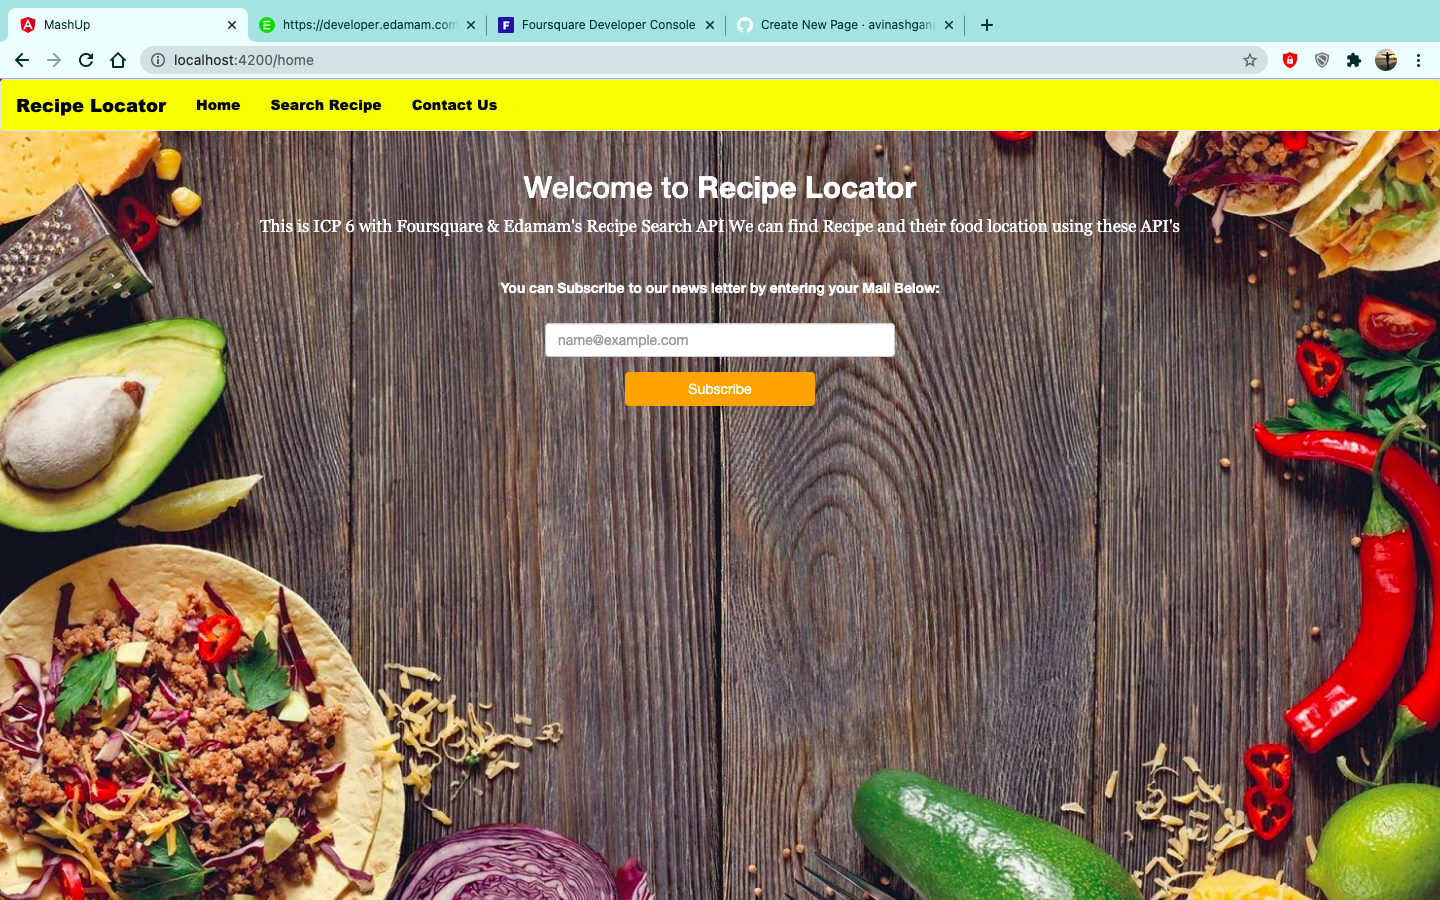 MashUp
https://developer.edamam.com
Foursquare Developer Console
Create New Page · avinashgan
localhost:4200/home
Recipe Locator Home Search Recipe Contact Us
Welcome to Recipe Locator
This is ICP 6 with Foursquare & Edamam's Recipe Search API We can find Recipe and their food location using these API's
You can Subscribe to our news letter by entering your Mail Below:
name@example.com
Subscribe